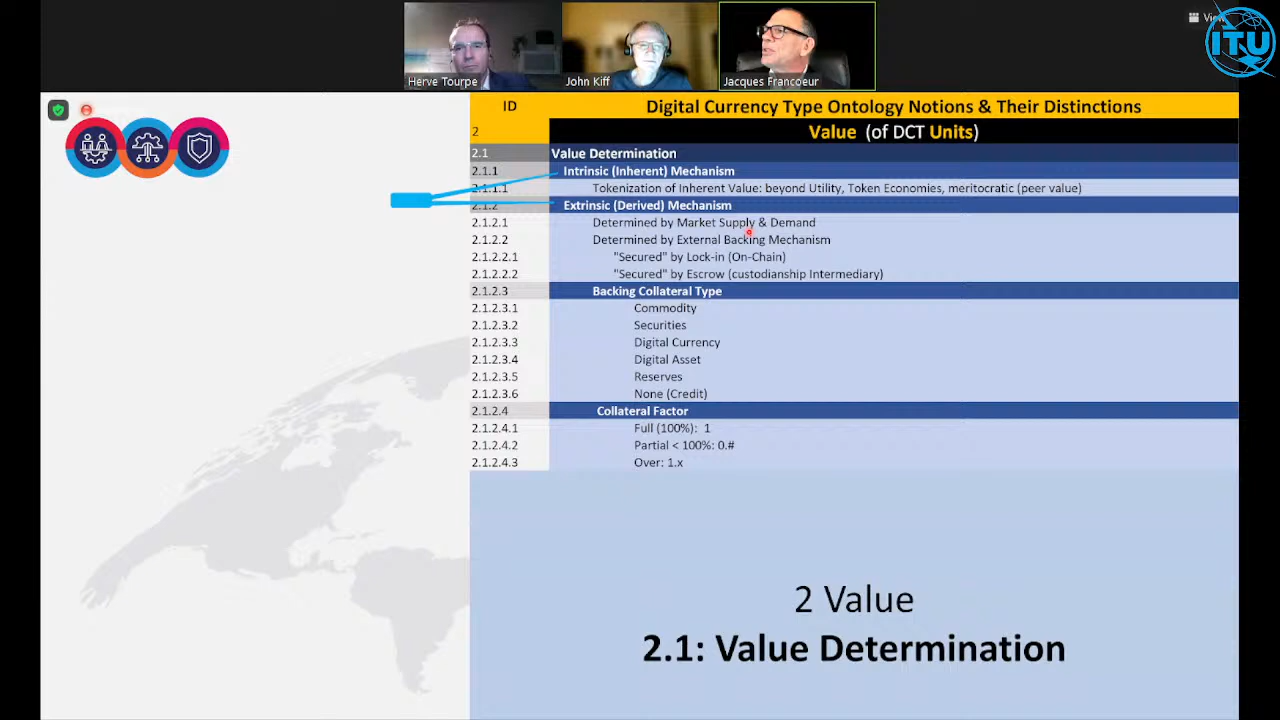 Herve Tourpe
John Kiff
Jacques Francoeur
View
ITU
ID Digital Currency Type Ontology Notions & Their Distinctions
2 Value (of DCT Units)
2.1 Value Determination
2.1.1 Intrinsic (Inherent) Mechanism
2.1.1.1 Tokenization of Inherent Value: beyond Utility, Token Economies, meritocratic (peer value)
2.1.2 Extrinsic (Derived) Mechanism
2.1.2.1 Determined by Market Supply & Demand
2.1.2.2 Determined by External Backing Mechanism
2.1.2.2.1 "Secured" by Lock-in (On-Chain)
2.1.2.2.2 "Secured" by Escrow (custodianship Intermediary)
2.1.2.3 Backing Collateral Type
2.1.2.3.1 Commodity
2.1.2.3.2 Securities
2.1.2.3.3 Digital Currency
2.1.2.3.4 Digital Asset
2.1.2.3.5 Reserves
2.1.2.3.6 None (Credit)
2.1.2.4 Collateral Factor
2.1.2.4.1 Full (100%): 1
2.1.2.4.2 Partial < 100%: 0.#
2.1.2.4.3 Over: 1.x
2 Value
2.1: Value Determination